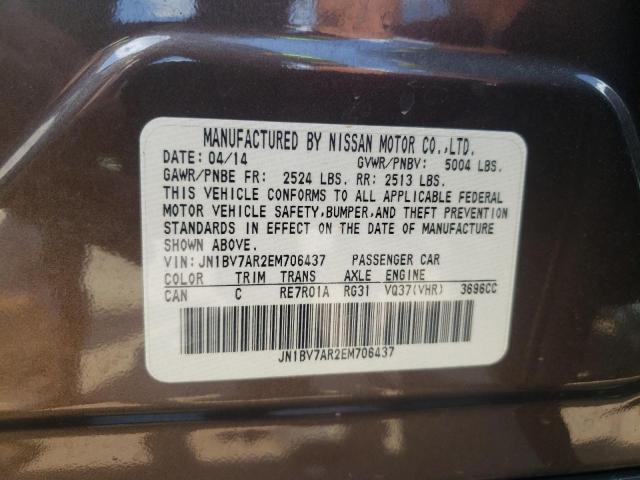 MANUFACTURED BY NISSAN MOTOR CO.,LTD.
DATE: 04/14 GVWR/PNBV: 5004 LBS.
GAWR/PNBE FR: 2524 LBS. RR: 2513 LBS.
THIS VEHICLE CONFORMS TO ALL APPLICABLE FEDERAL
MOTOR VEHICLE SAFETY,BUMPER,AND THEFT PREVENTION
STANDARDS IN EFFECT ON THE DATE OF MANUFACTURE
SHOWN ABOVE.
VIN: JN1BV7AR2EM706437 PASSENGER CAR
COLOR TRIM TRANS AXLE ENGINE
CAN C RE7R01A RG31 VQ37(VHR) 3696CC
JN1BV7AR2EM706437